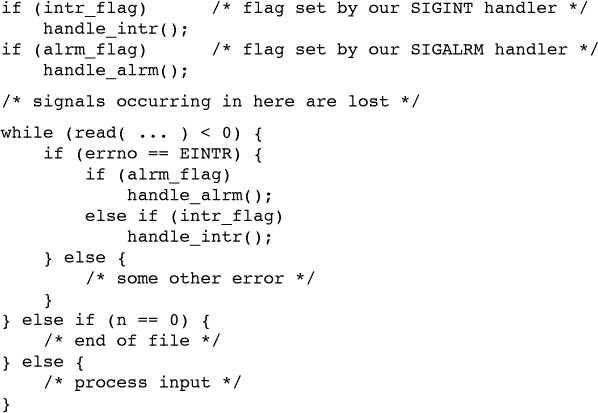 if (intr_flag)      /* flag set by our SIGINT handler */
    handle_intr();
if (alrm_flag)      /* flag set by our SIGALRM handler */
    handle_alrm();
/* signals occurring in here are lost */
while (read( ... ) < 0) {
    if (errno == EINTR) {
        if (alrm_flag)
            handle_alrm();
        else if (intr_flag)
            handle_intr();
    } else {
        /* some other error */
    }
} else if (n == 0) {
    /* end of file */
} else {
    /* process input */
}